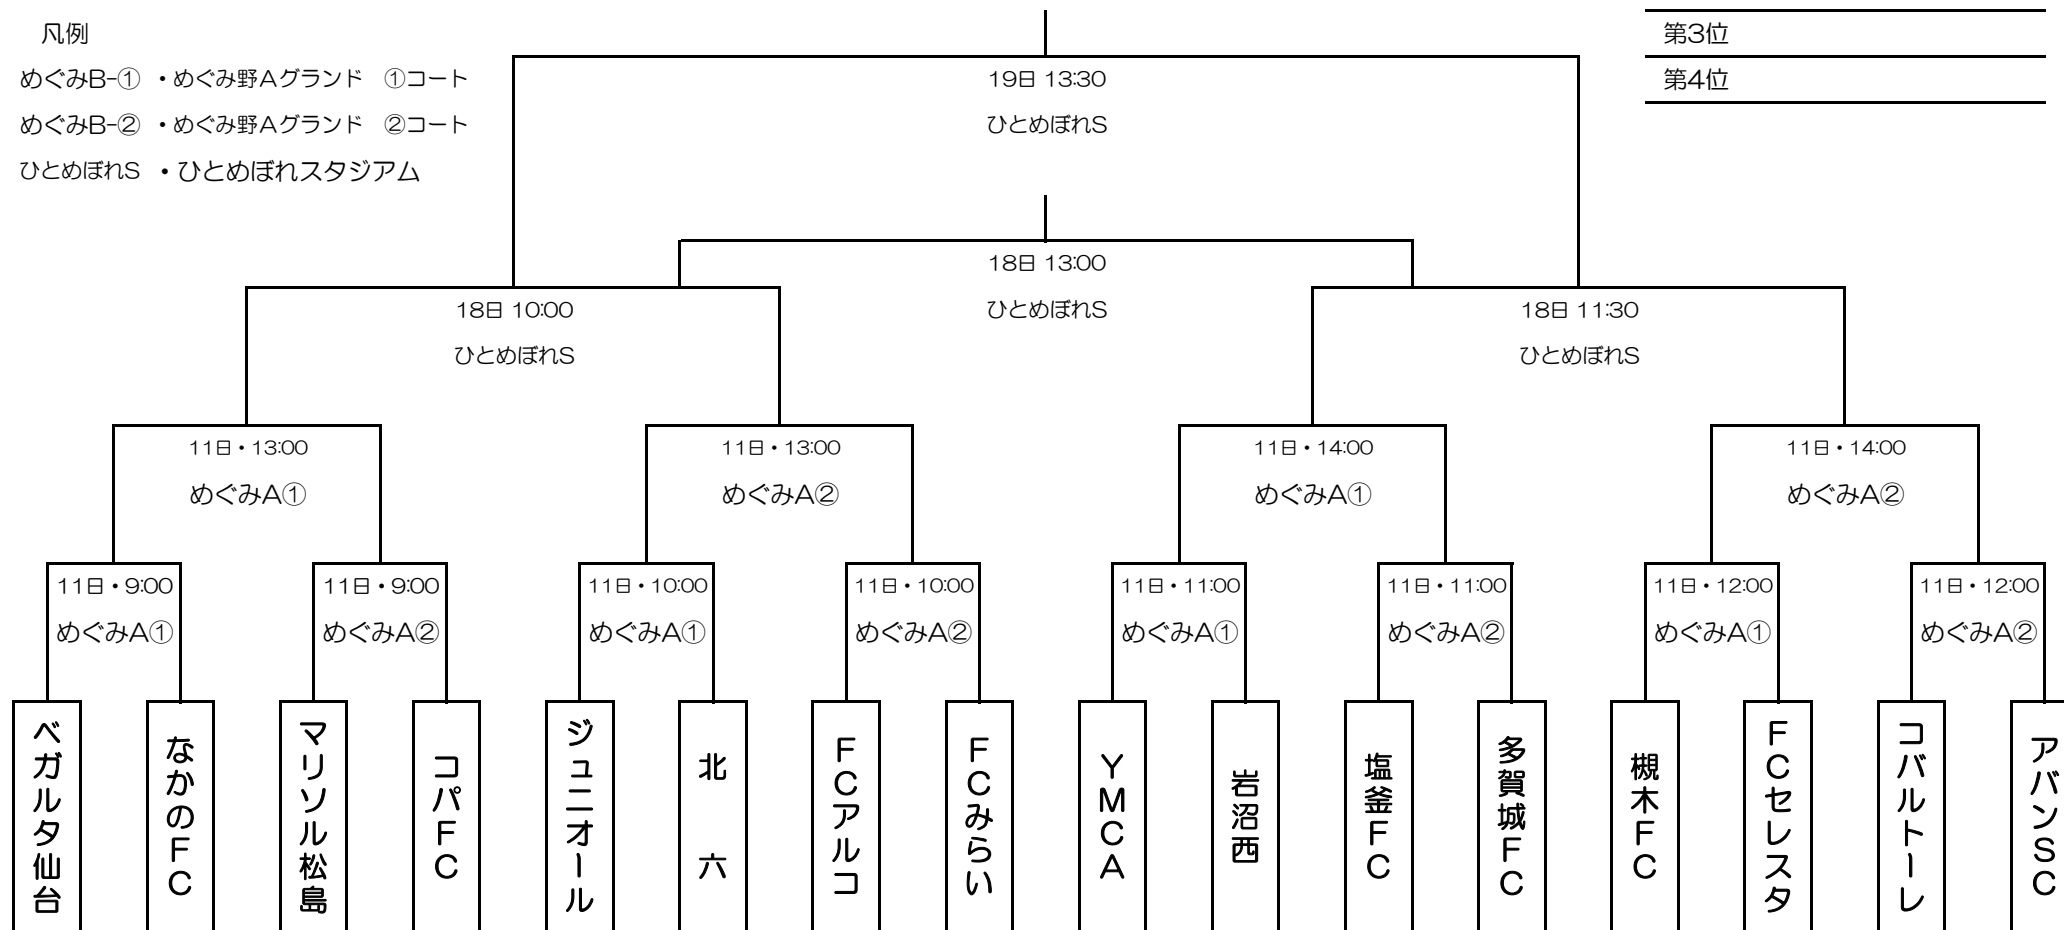 凡例
めぐみB-① ・めぐみ野Aグランド ①コート
めぐみB-② ・めぐみ野Aグランド ②コート
ひとめぼれS ・ひとめぼれスタジアム
第3位
第4位
19日 13:30
ひとめぼれS
18日 13:00
ひとめぼれS
18日 10:00
ひとめぼれS
18日 11:30
ひとめぼれS
11日・13:00
めぐみA①
11日・13:00
めぐみA②
11日・14:00
めぐみA①
11日・14:00
めぐみA②
11日・9:00
めぐみA①
11日・9:00
めぐみA②
11日・10:00
めぐみA①
11日・10:00
めぐみA②
11日・11:00
めぐみA①
11日・11:00
めぐみA②
11日・12:00
めぐみA①
11日・12:00
めぐみA②
ベガルタ仙台
なかのFC
マリソル松島
コパFC
ジュニオール
北六
FCアルコ
FCみらい
YMCA
岩沼西
塩釜FC
多賀城FC
槻木FC
FCセレスタ
コバルトーレ
アバンSC